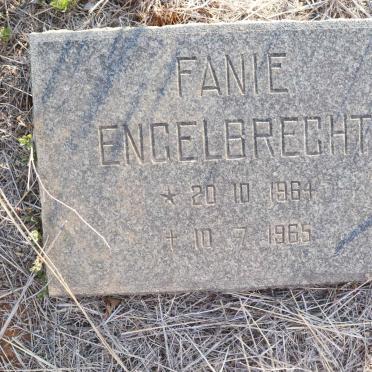 FANIE
ENGELBRECHT
* 20 10 1964
+ 10 7 1965